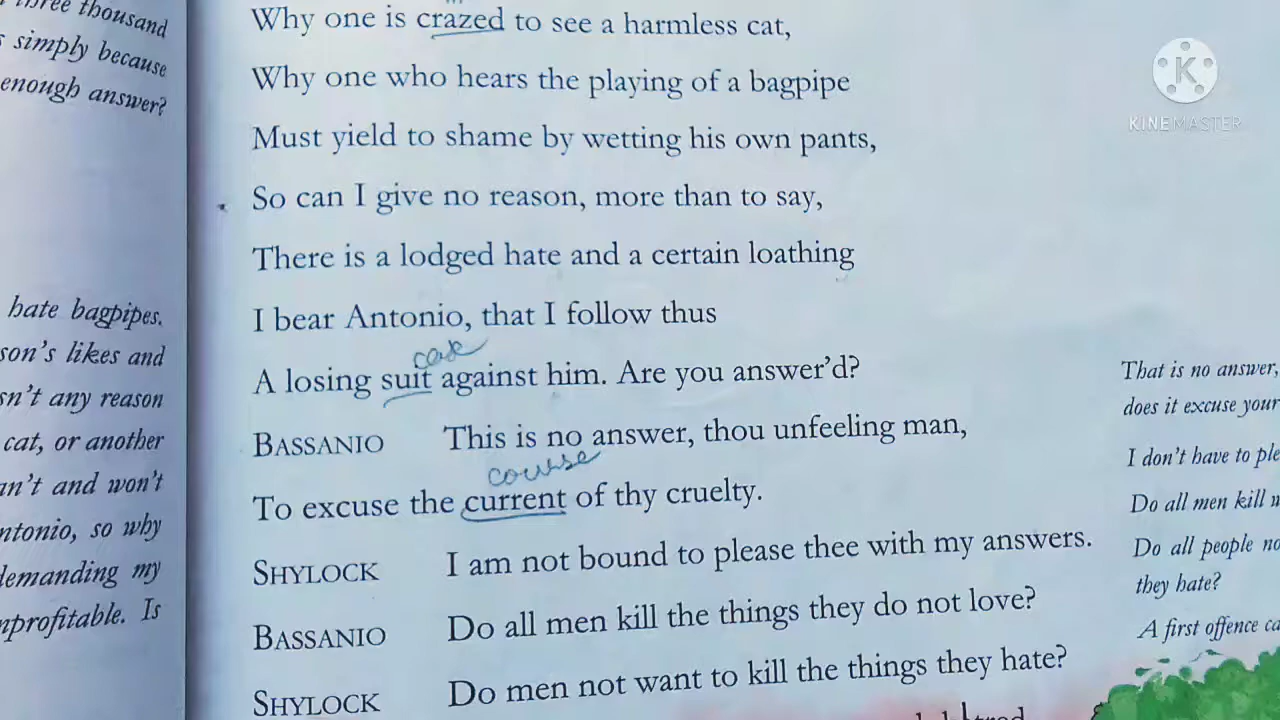 three thousand
simply because
enough answer?
hate bagpipes.
son's likes and
sn't any reason
cat, or another
an't and won't
ntonio, so why
demanding my
nprofitable. Is
Why one is crazed to see a harmless cat,
Why one who hears the playing of a bagpipe
Must yield to shame by wetting his own pants,
So can I give no reason, more than to say,
There is a lodged hate and a certain loathing
I bear Antonio, that I follow thus
case
A losing suit against him. Are you answer'd?
BASSANIO This is no answer, thou unfeeling man,
course
To excuse the current of thy cruelty.
SHYLOCK I am not bound to please thee with my answers.
BASSANIO Do all men kill the things they do not love?
SHYLOCK Do men not want to kill the things they hate?
That is no answer,
does it excuse your
I don't have to ple
Do all men kill
Do all people no
they hate?
A first offence ca
KINEMASTER